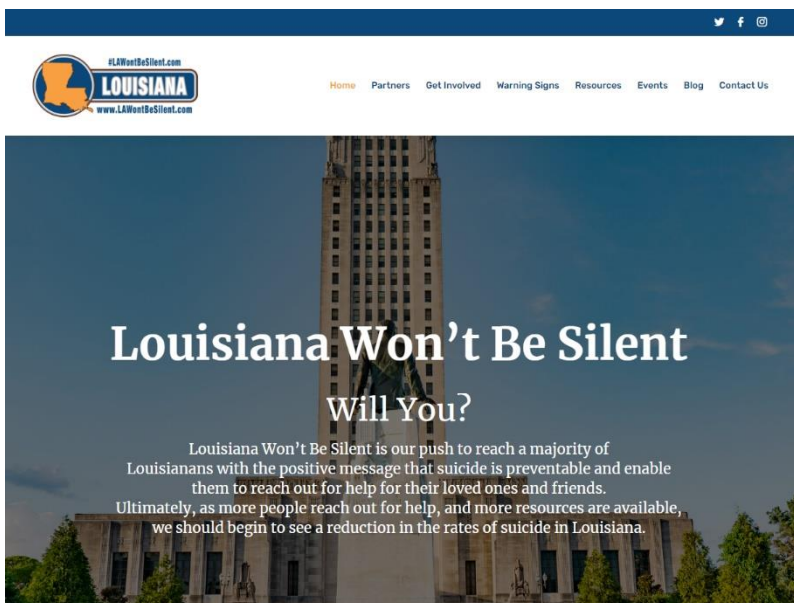 #LAWontBeSilent.com
LOUISIANA
www.LAWontBeSilent.com
Home Partners Get Involved Warning Signs Resources Events Blog Contact Us
Louisiana Won’t Be Silent
Will You?
Louisiana Won’t Be Silent is our push to reach a majority of
Louisianans with the positive message that suicide is preventable and enable
them to reach out for help for their loved ones and friends.
Ultimately, as more people reach out for help, and more resources are available,
we should begin to see a reduction in the rates of suicide in Louisiana.